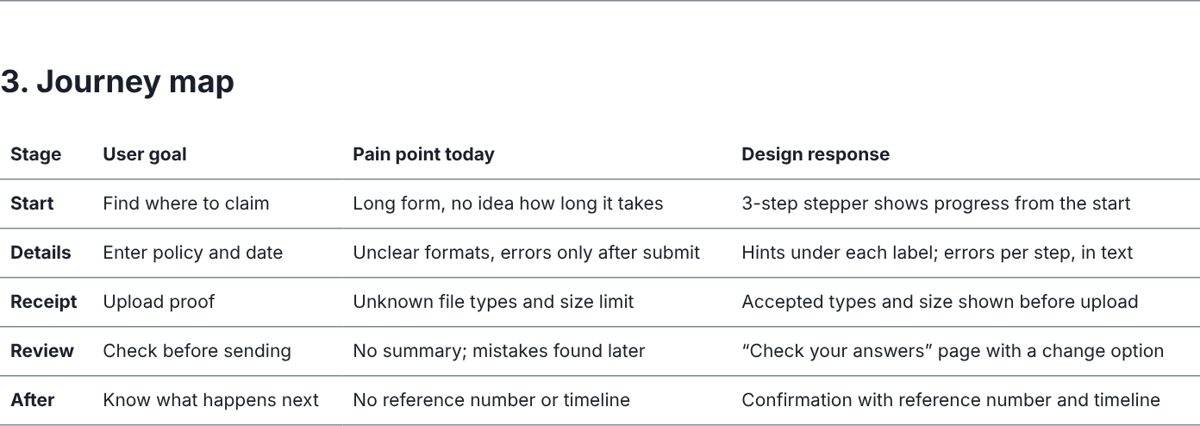 3. Journey map
Stage User goal Pain point today Design response
Start Find where to claim Long form, no idea how long it takes 3-step stepper shows progress from the start
Details Enter policy and date Unclear formats, errors only after submit Hints under each label; errors per step, in text
Receipt Upload proof Unknown file types and size limit Accepted types and size shown before upload
Review Check before sending No summary; mistakes found later “Check your answers” page with a change option
After Know what happens next No reference number or timeline Confirmation with reference number and timeline